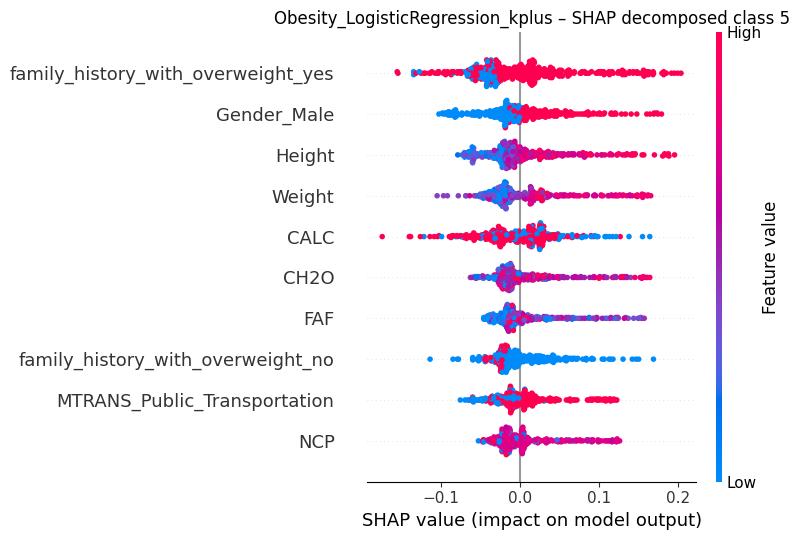 Obesity_LogisticRegression_kplus – SHAP decomposed class 5
High
family_history_with_overweight_yes
Gender_Male
Height
Weight
CALC
CH2O
FAF
family_history_with_overweight_no
MTRANS_Public_Transportation
NCP
Feature value
Low
−0.1 0.0 0.1 0.2
SHAP value (impact on model output)